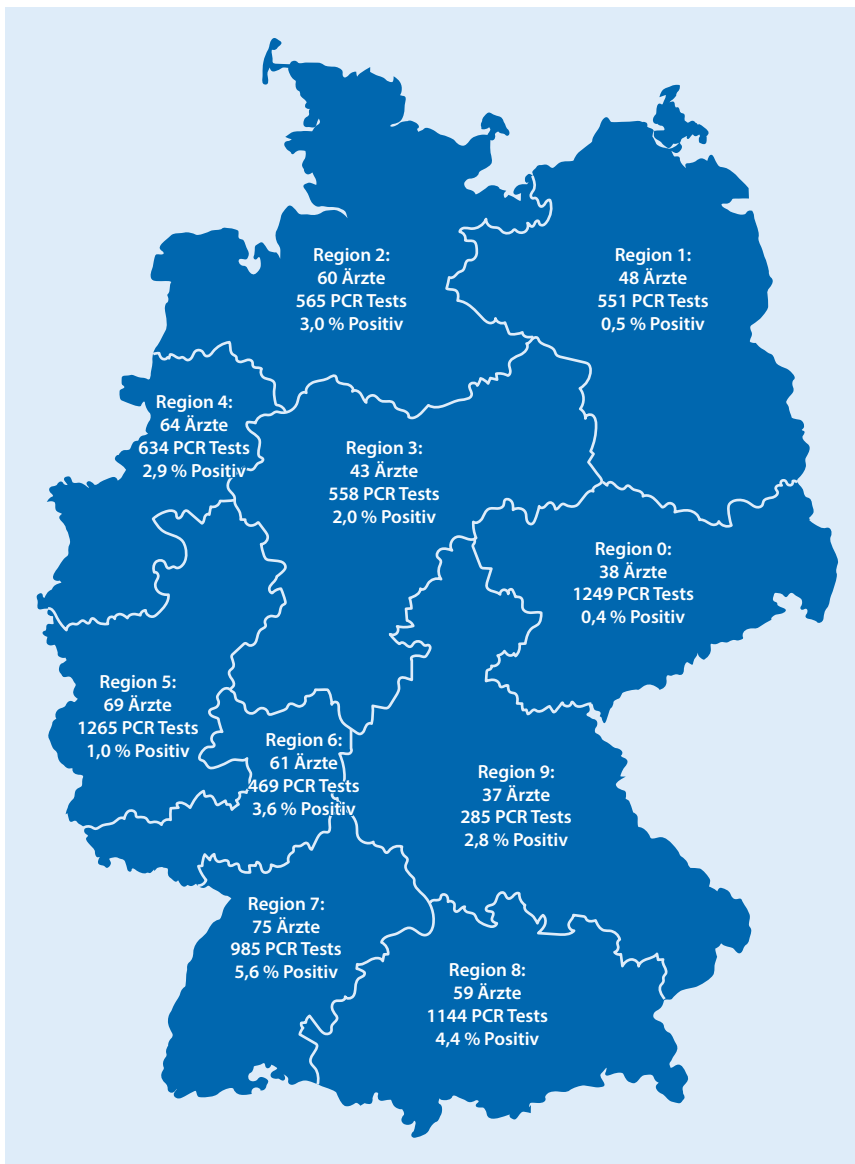 Region 2:
60 Ärzte
565 PCR Tests
3,0 % Positiv
Region 1:
48 Ärzte
551 PCR Tests
0,5 % Positiv
Region 4:
64 Ärzte
634 PCR Tests
2,9 % Positiv
Region 3:
43 Ärzte
558 PCR Tests
2,0 % Positiv
Region 0:
38 Ärzte
1249 PCR Tests
0,4 % Positiv
Region 5:
69 Ärzte
1265 PCR Tests
1,0 % Positiv
Region 6:
61 Ärzte
469 PCR Tests
3,6 % Positiv
Region 9:
37 Ärzte
285 PCR Tests
2,8 % Positiv
Region 7:
75 Ärzte
985 PCR Tests
5,6 % Positiv
Region 8:
59 Ärzte
1144 PCR Tests
4,4 % Positiv